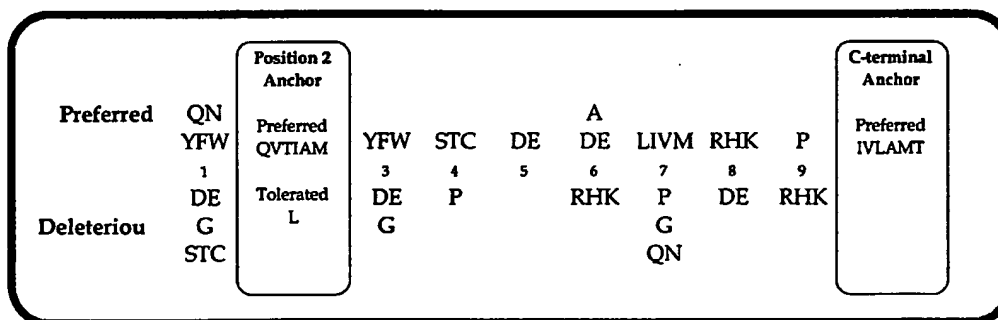 Position 2
Anchor
C-terminal
Anchor
Preferred QN A
YFW Preferred
QVTIAM YFW STC DE DE LIVM RHK P Preferred
IVLAMT
1 3 4 5 6 7 8 9
DE Tolerated
L DE P RHK P DE RHK
Deleteriou G G G
STC QN